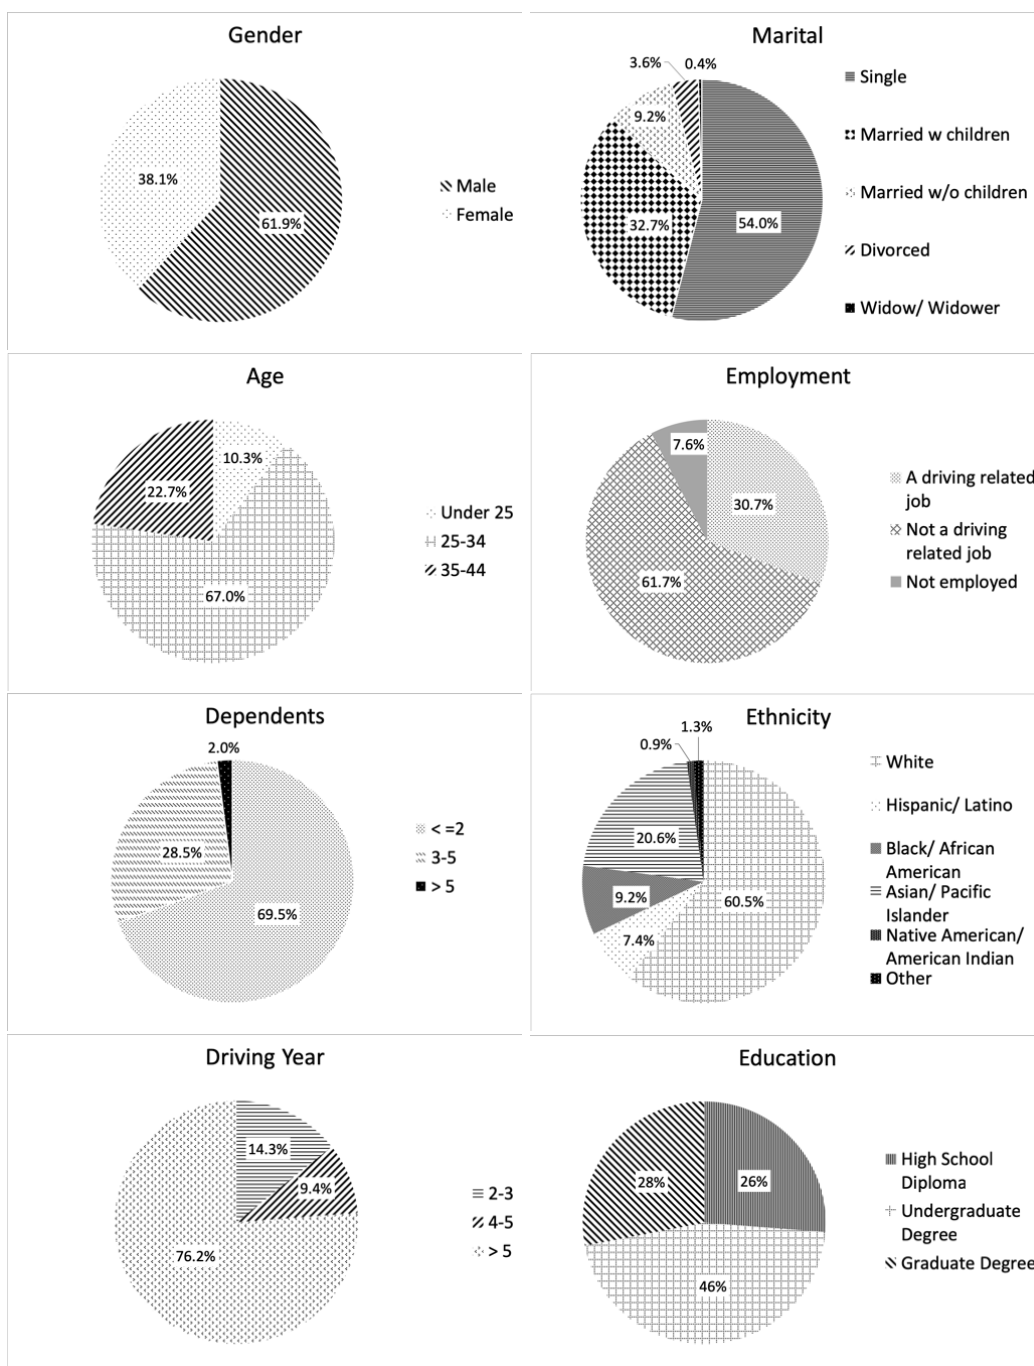 Gender
38.1%
61.9%
Male
Female
Marital
3.6%
0.4%
9.2%
32.7%
54.0%
Single
Married w children
Married w/o children
Divorced
Widow/ Widower
Age
10.3%
22.7%
67.0%
Under 25
25-34
35-44
Employment
7.6%
30.7%
61.7%
A driving related
job
Not a driving
related job
Not employed
Dependents
2.0%
28.5%
69.5%
< =2
3-5
> 5
Ethnicity
1.3%
0.9%
20.6%
9.2%
60.5%
7.4%
White
Hispanic/ Latino
Black/ African
American
Asian/ Pacific
Islander
Native American/
American Indian
Other
Driving Year
14.3%
9.4%
76.2%
2-3
4-5
> 5
Education
28%
26%
46%
High School
Diploma
Undergraduate
Degree
Graduate Degree